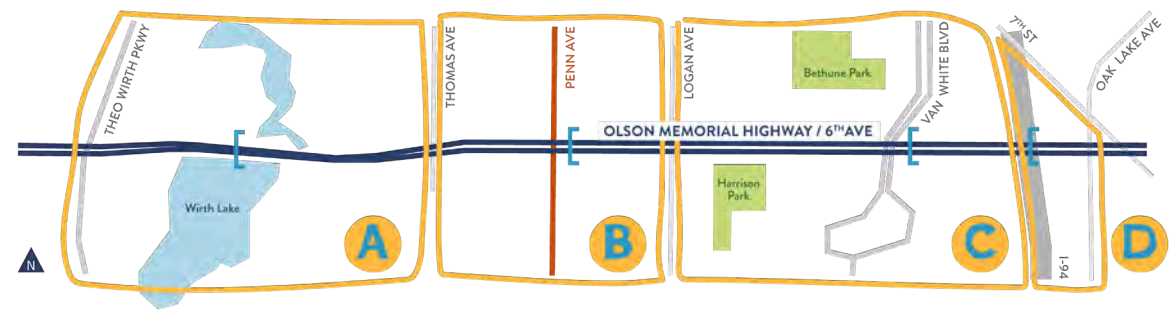 THEO WIRTH PKWY
THOMAS AVE
PENN AVE
LOGAN AVE
Bethune Park
VAN WHITE BLVD
7TH ST
OAK LAKE AVE
OLSON MEMORIAL HIGHWAY / 6TH AVE
Wirth Lake
Harrison
Park
A
B
C
D
N
I-94